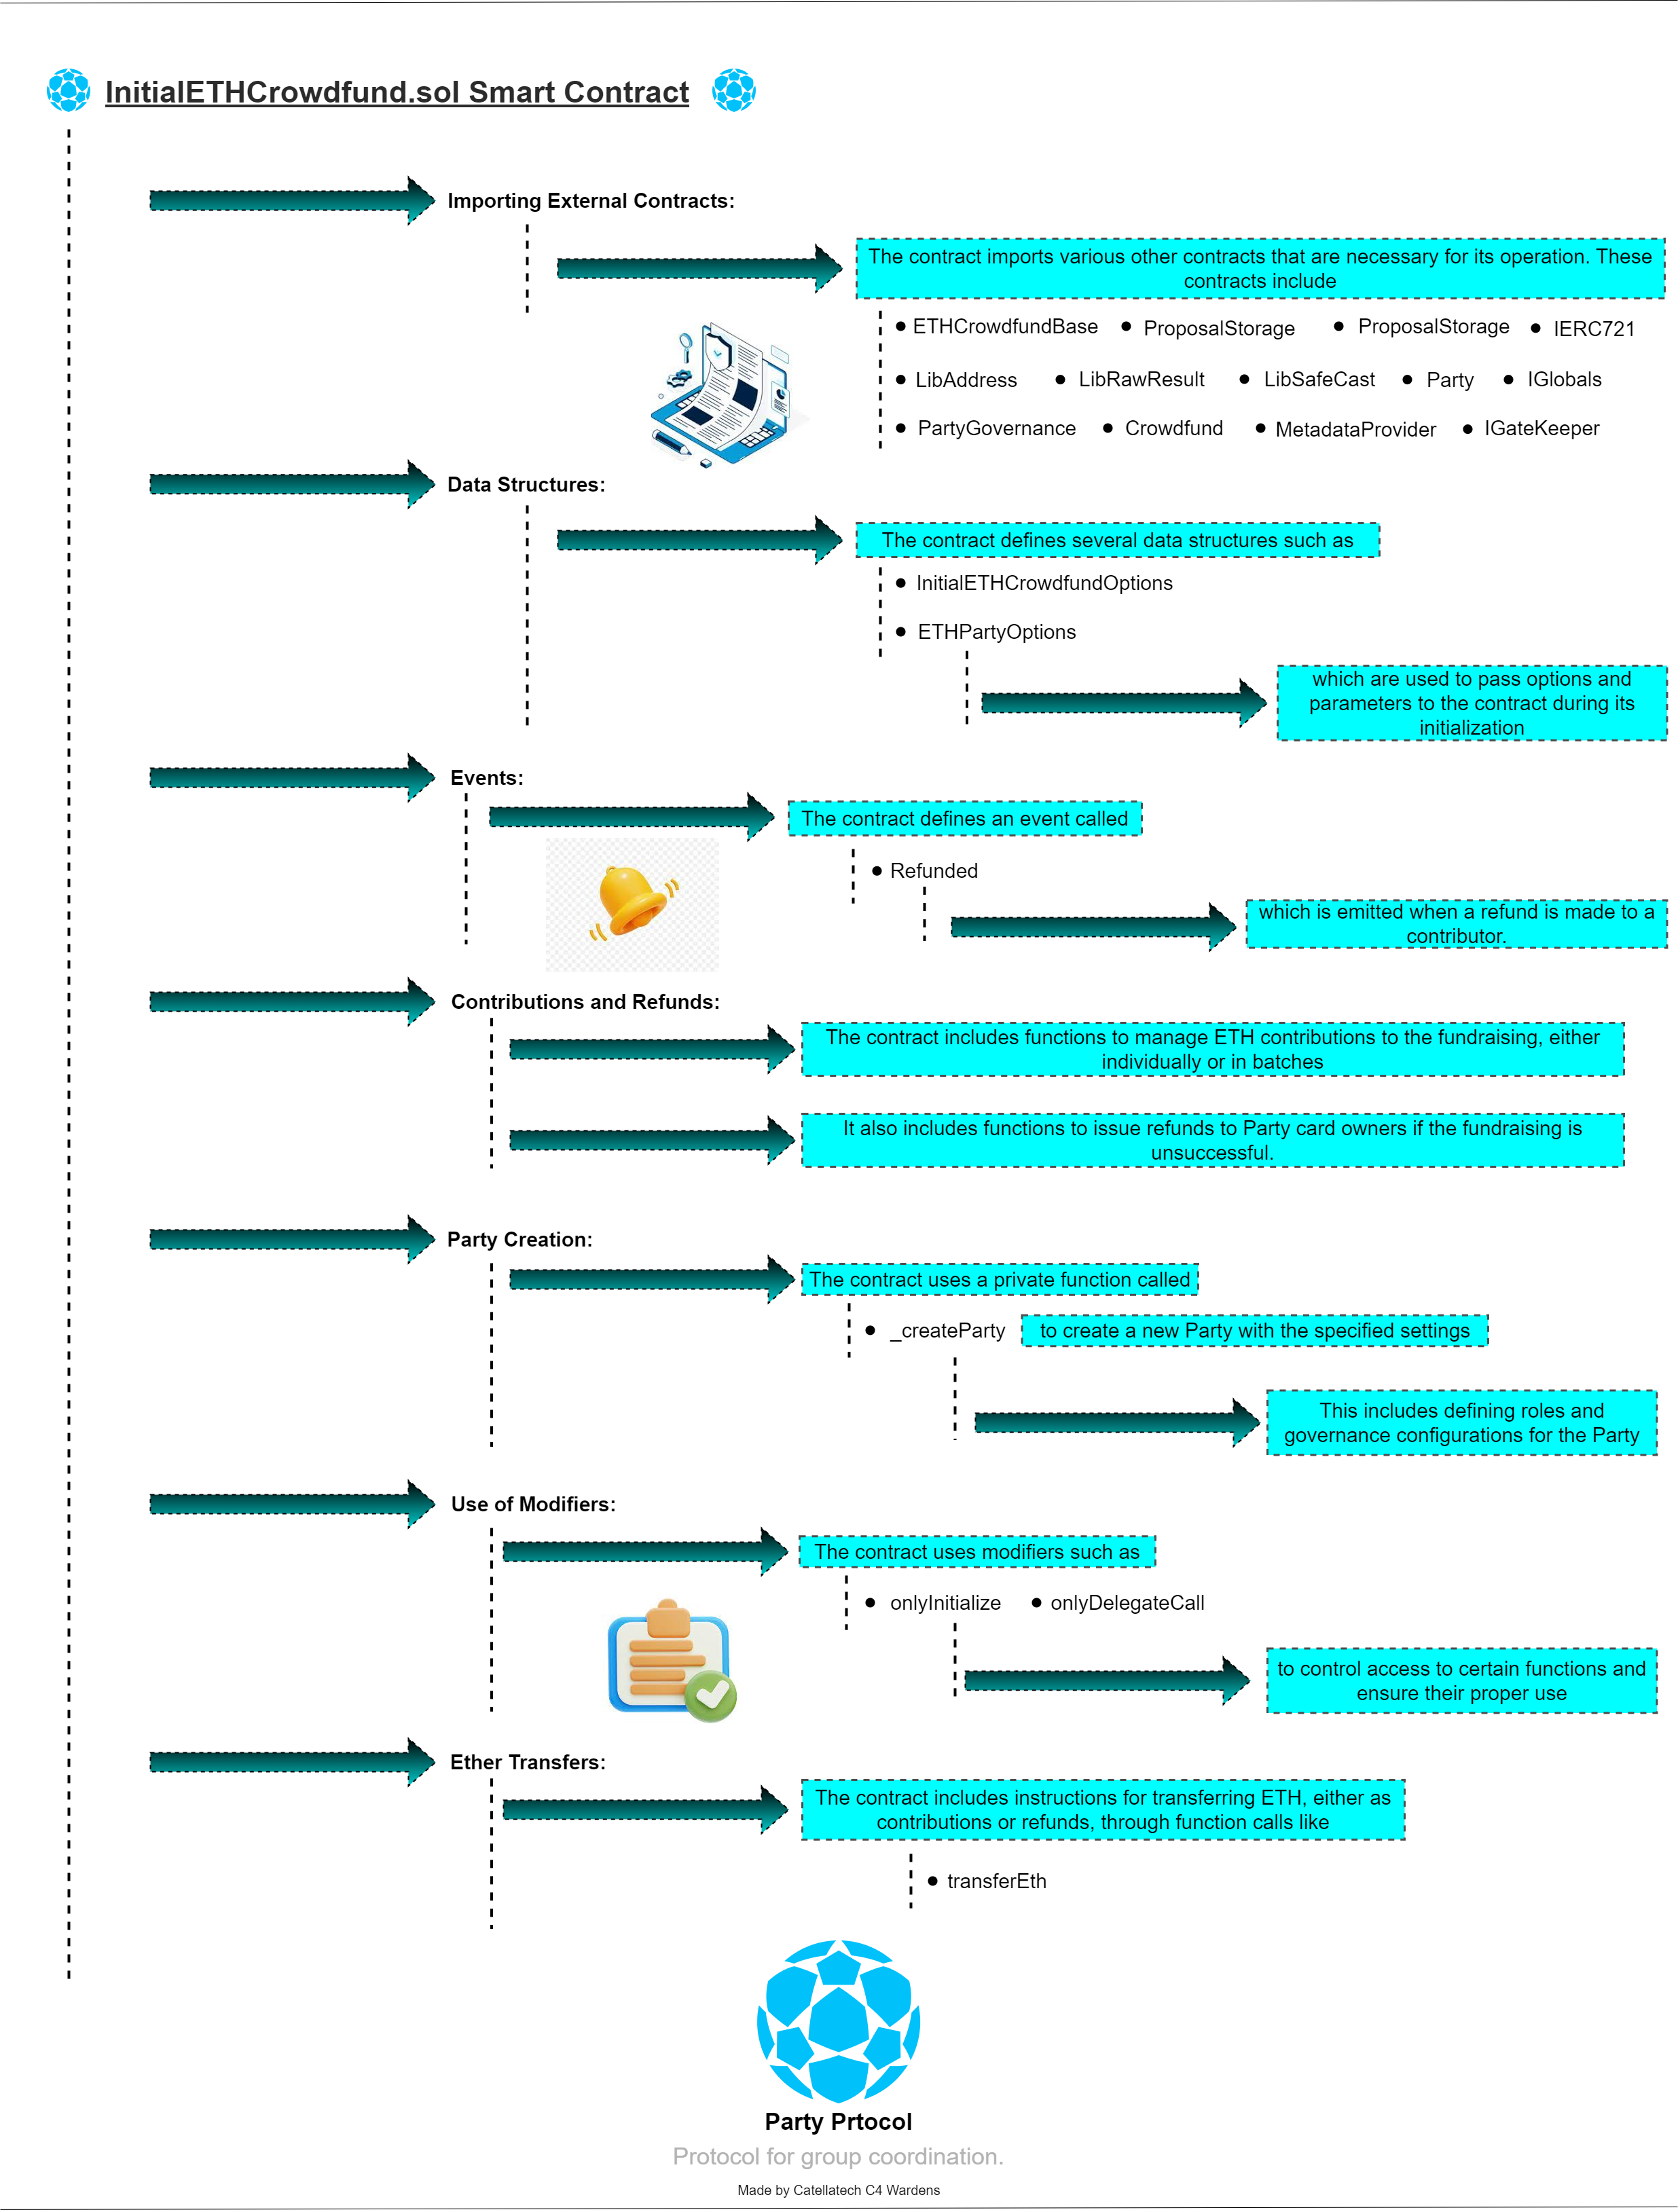 InitialETHCrowdfund.sol Smart Contract
Importing External Contracts:
The contract imports various other contracts that are necessary for its operation. These
contracts include
ETHCrowdfundBase
ProposalStorage
ProposalStorage
IERC721
LibAddress
LibRawResult
LibSafeCast
Party
IGlobals
PartyGovernance
Crowdfund
MetadataProvider
IGateKeeper
Data Structures:
The contract defines several data structures such as
InitialETHCrowdfundOptions
ETHPartyOptions
which are used to pass options and
parameters to the contract during its
initialization
Events:
The contract defines an event called
Refunded
which is emitted when a refund is made to a
contributor.
Contributions and Refunds:
The contract includes functions to manage ETH contributions to the fundraising, either
individually or in batches
It also includes functions to issue refunds to Party card owners if the fundraising is
unsuccessful.
Party Creation:
The contract uses a private function called
_createParty
to create a new Party with the specified settings
This includes defining roles and
governance configurations for the Party
Use of Modifiers:
The contract uses modifiers such as
onlyInitialize
onlyDelegateCall
to control access to certain functions and
ensure their proper use
Ether Transfers:
The contract includes instructions for transferring ETH, either as
contributions or refunds, through function calls like
transferEth
Party Prtocol
Protocol for group coordination.
Made by Catellatech C4 Wardens